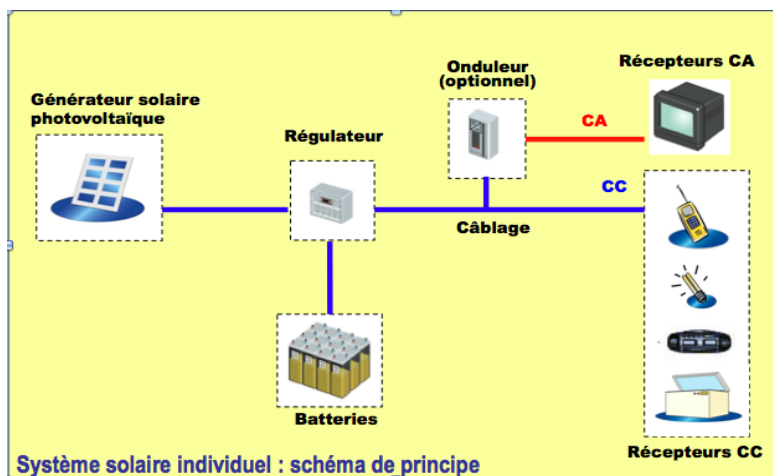 Générateur solaire
photovoltaïque
Régulateur
Onduleur
(optionnel)
Récepteurs CA
CA
CC
Câblage
Batteries
Récepteurs CC
Système solaire individuel : schéma de principe